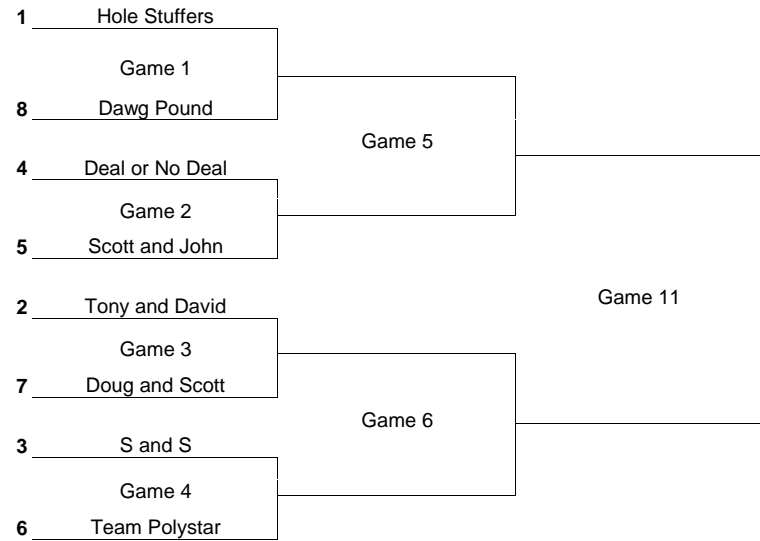 1 Hole Stuffers
Game 1
8 Dawg Pound
Game 5
4 Deal or No Deal
Game 2
5 Scott and John
Game 11
2 Tony and David
Game 3
7 Doug and Scott
Game 6
3 S and S
Game 4
6 Team Polystar